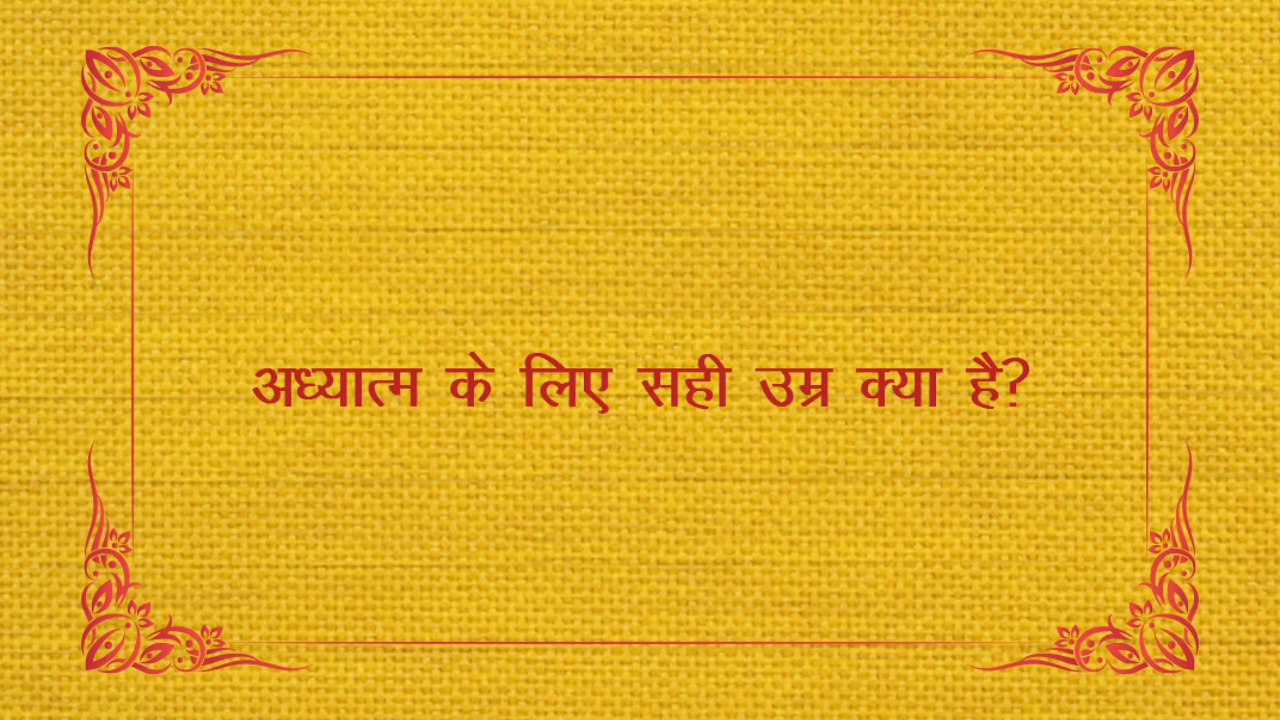 अध्यात्म के लिए सही उम्र क्या है?